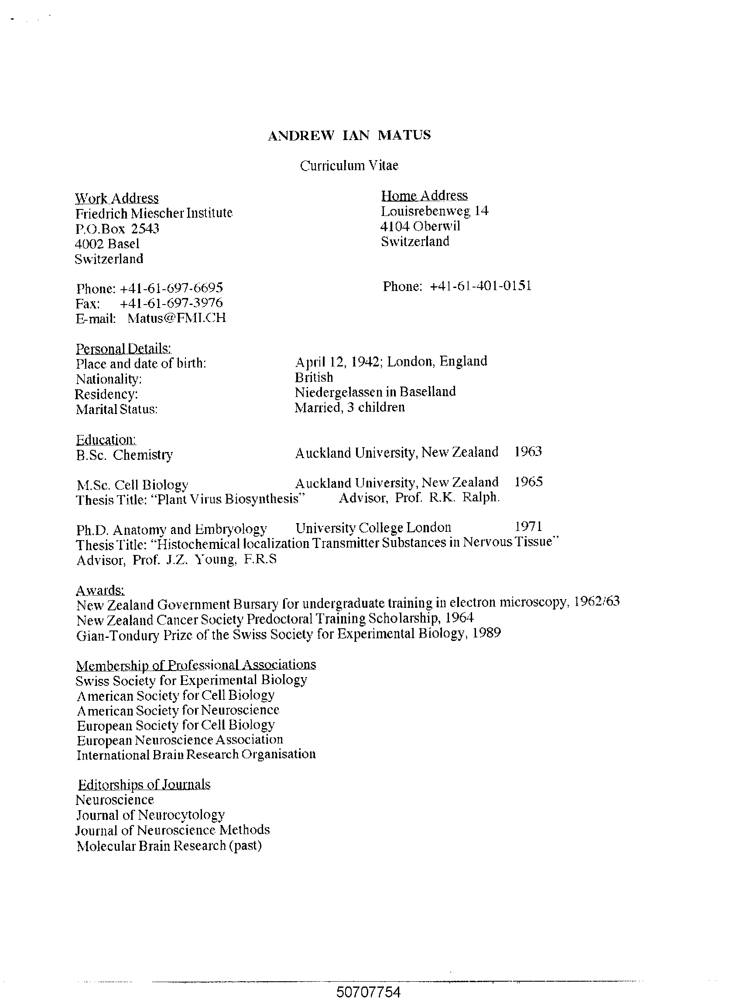 ANDREW IAN MATUS
Curriculum Vitae
Work Address
Friedrich Miescher Institute
P.O.Box 2543
4002 Basel
Switzerland
Home Address
Louisrebenweg 14
4104 Oberwil
Switzerland
Phone: +41-61-697-6695
Fax: +41-61-697-3976
E-mail: Matus@FMI.CH
Phone: +41-61-401-0151
Personal Details:
Place and date of birth: April 12, 1942; London, England
Nationality: British
Residency: Niedergelassen in Baselland
Marital Status: Married, 3 children
Education:
B.Sc. Chemistry Auckland University, New Zealand 1963
M.Sc. Cell Biology Auckland University, New Zealand 1965
Thesis Title: "Plant Virus Biosynthesis" Advisor, Prof. R.K. Ralph.
Ph.D. Anatomy and Embryology University College London 1971
Thesis Title: "Histochemical localization Transmitter Substances in Nervous Tissue"
Advisor, Prof. J.Z. Young, F.R.S
Awards:
New Zealand Government Bursary for undergraduate training in electron microscopy, 1962/63
New Zealand Cancer Society Predoctoral Training Scholarship, 1964
Gian-Tondury Prize of the Swiss Society for Experimental Biology, 1989
Membership of Professional Associations
Swiss Society for Experimental Biology
American Society for Cell Biology
American Society for Neuroscience
European Society for Cell Biology
European Neuroscience Association
International Brain Research Organisation
Editorships of Journals
Neuroscience
Journal of Neurocytology
Journal of Neuroscience Methods
Molecular Brain Research (past)
50707754